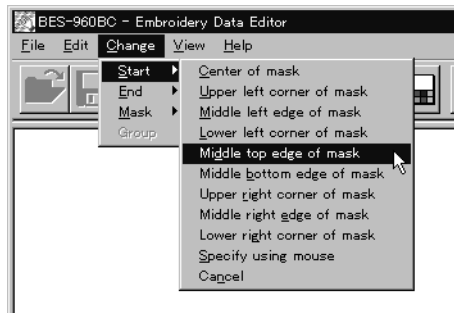 BES-960BC - Embroidery Data Editor
File Edit Change View Help
Start
End
Mask
Group
Center of mask
Upper left corner of mask
Middle left edge of mask
Lower left corner of mask
Middle top edge of mask
Middle bottom edge of mask
Upper right corner of mask
Middle right edge of mask
Lower right corner of mask
Specify using mouse
Cancel